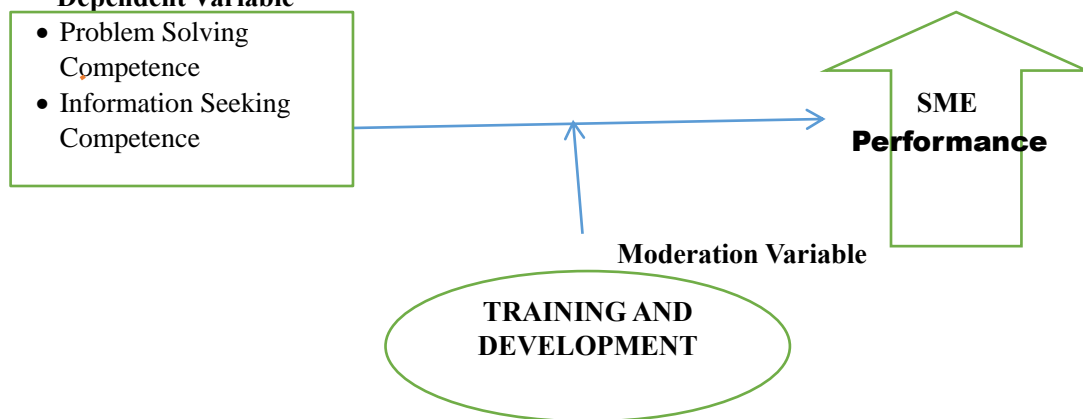 Dependent Variable
• Problem Solving
Competence
• Information Seeking
Competence
SME
Performance
Moderation Variable
TRAINING AND
DEVELOPMENT